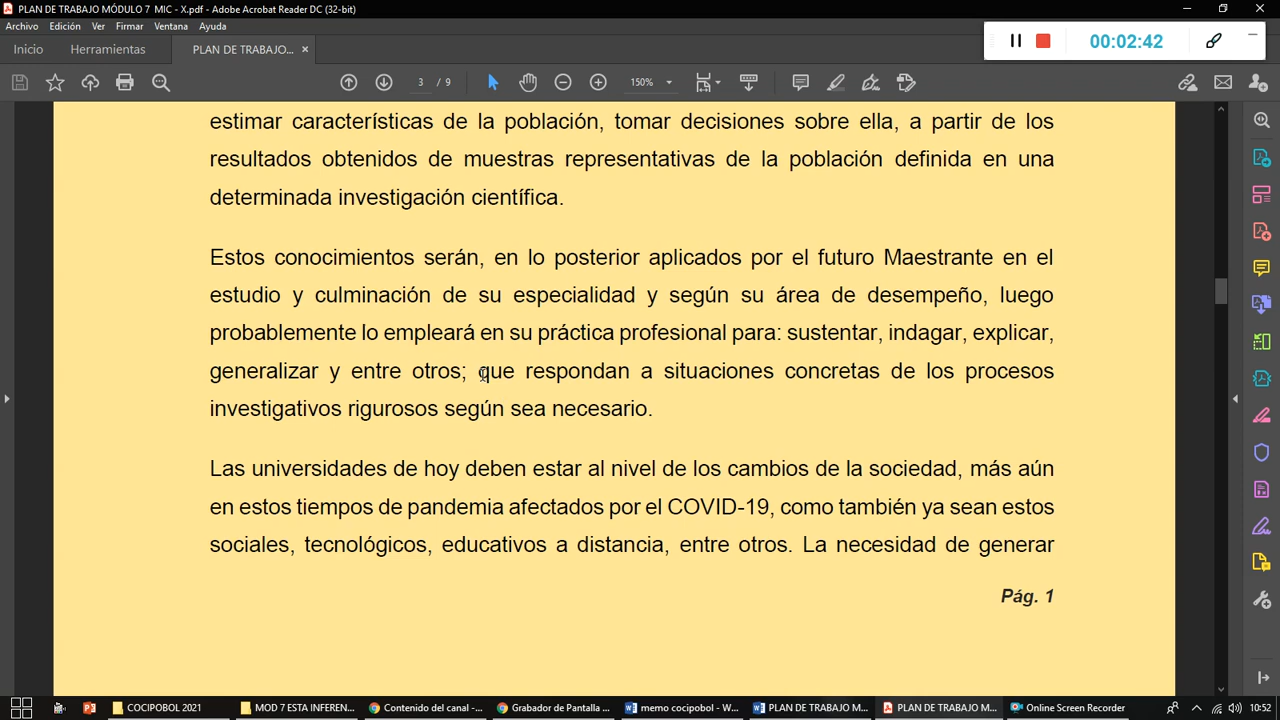 PLAN DE TRABAJO MÓDULO 7 MIC - X.pdf - Adobe Acrobat Reader DC (32-bit)
Archivo Edición Ver Firmar Ventana Ayuda
Inicio Herramientas PLAN DE TRABAJO... ×
00:02:42
3 / 9 150%
estimar características de la población, tomar decisiones sobre ella, a partir de los
resultados obtenidos de muestras representativas de la población definida en una
determinada investigación científica.
Estos conocimientos serán, en lo posterior aplicados por el futuro Maestrante en el
estudio y culminación de su especialidad y según su área de desempeño, luego
probablemente lo empleará en su práctica profesional para: sustentar, indagar, explicar,
generalizar y entre otros; que respondan a situaciones concretas de los procesos
investigativos rigurosos según sea necesario.
Las universidades de hoy deben estar al nivel de los cambios de la sociedad, más aún
en estos tiempos de pandemia afectados por el COVID-19, como también ya sean estos
sociales, tecnológicos, educativos a distancia, entre otros. La necesidad de generar
Pág. 1
COCIPOBOL 2021 MOD 7 ESTA INFEREN... Contenido del canal -... Grabador de Pantalla ... memo cocipobol - W... PLAN DE TRABAJO M... PLAN DE TRABAJO M... Online Screen Recorder 10:52